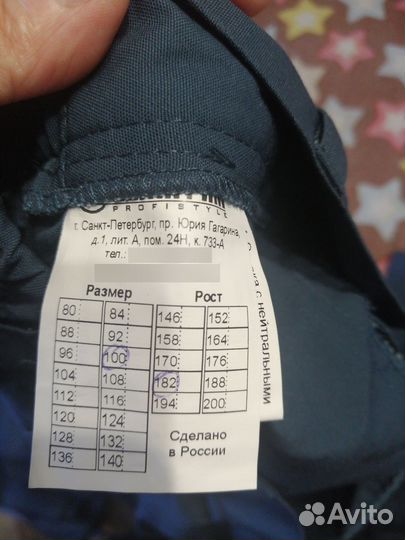 PROFISTYLE
г. Санкт-Петербург, пр. Юрия Гагарина,
д.1, лит. А, пом. 24Н, к. 733-А
тел.:
Размер Рост
80 84 146 152
88 92 158 164
96 100 170 176
104 108 182 188
112 116 194 200
120 124
128 132
136 140
Сделано
в России
с нейтральными
Avito